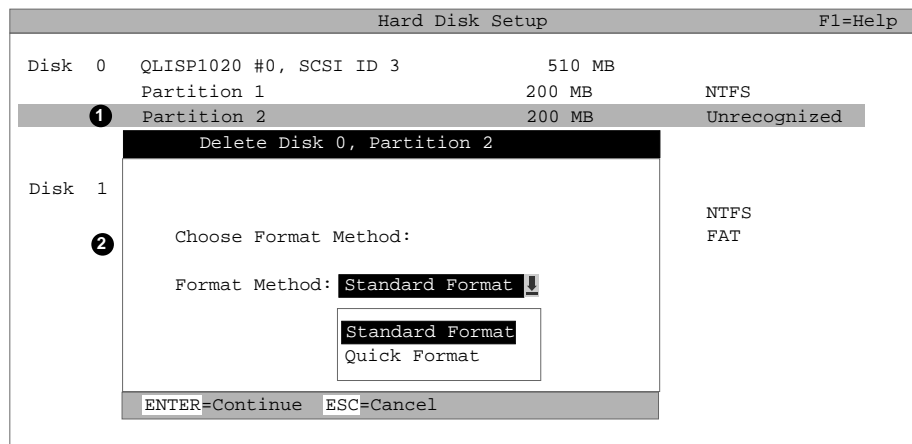 Hard Disk Setup F1=Help
Disk 0 QLISP1020 #0, SCSI ID 3 510 MB
Partition 1 200 MB NTFS
1 Partition 2 200 MB Unrecognized
Delete Disk 0, Partition 2
Disk 1
NTFS
2 Choose Format Method: FAT
Format Method: Standard Format
Standard Format
Quick Format
ENTER=Continue ESC=Cancel